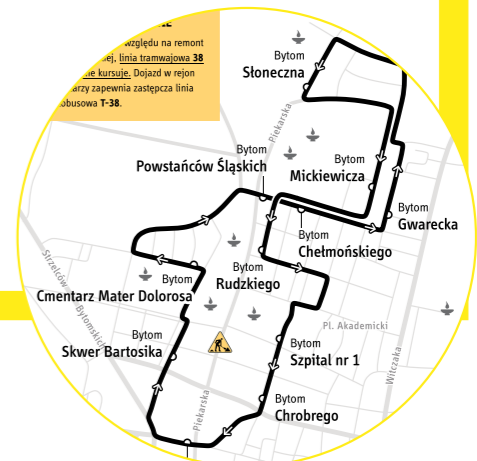 względu na remont
linia tramwajowa 38
kursuje. Dojazd w rejon
zapewnia zastępcza linia
T-38.
Bytom
Słoneczna
Piekarska
Bytom
Powstańców Śląskich
Bytom
Mickiewicza
Bytom
Gwarecka
Bytom
Chełmońskiego
Strzelców Bytomskich
Bytom
Cmentarz Mater Dolorosa
Bytom
Rudzkiego
Pl. Akademicki
Bytom
Skwer Bartosika
Bytom
Szpital nr 1
Witczaka
Piekarska
Bytom
Chrobrego